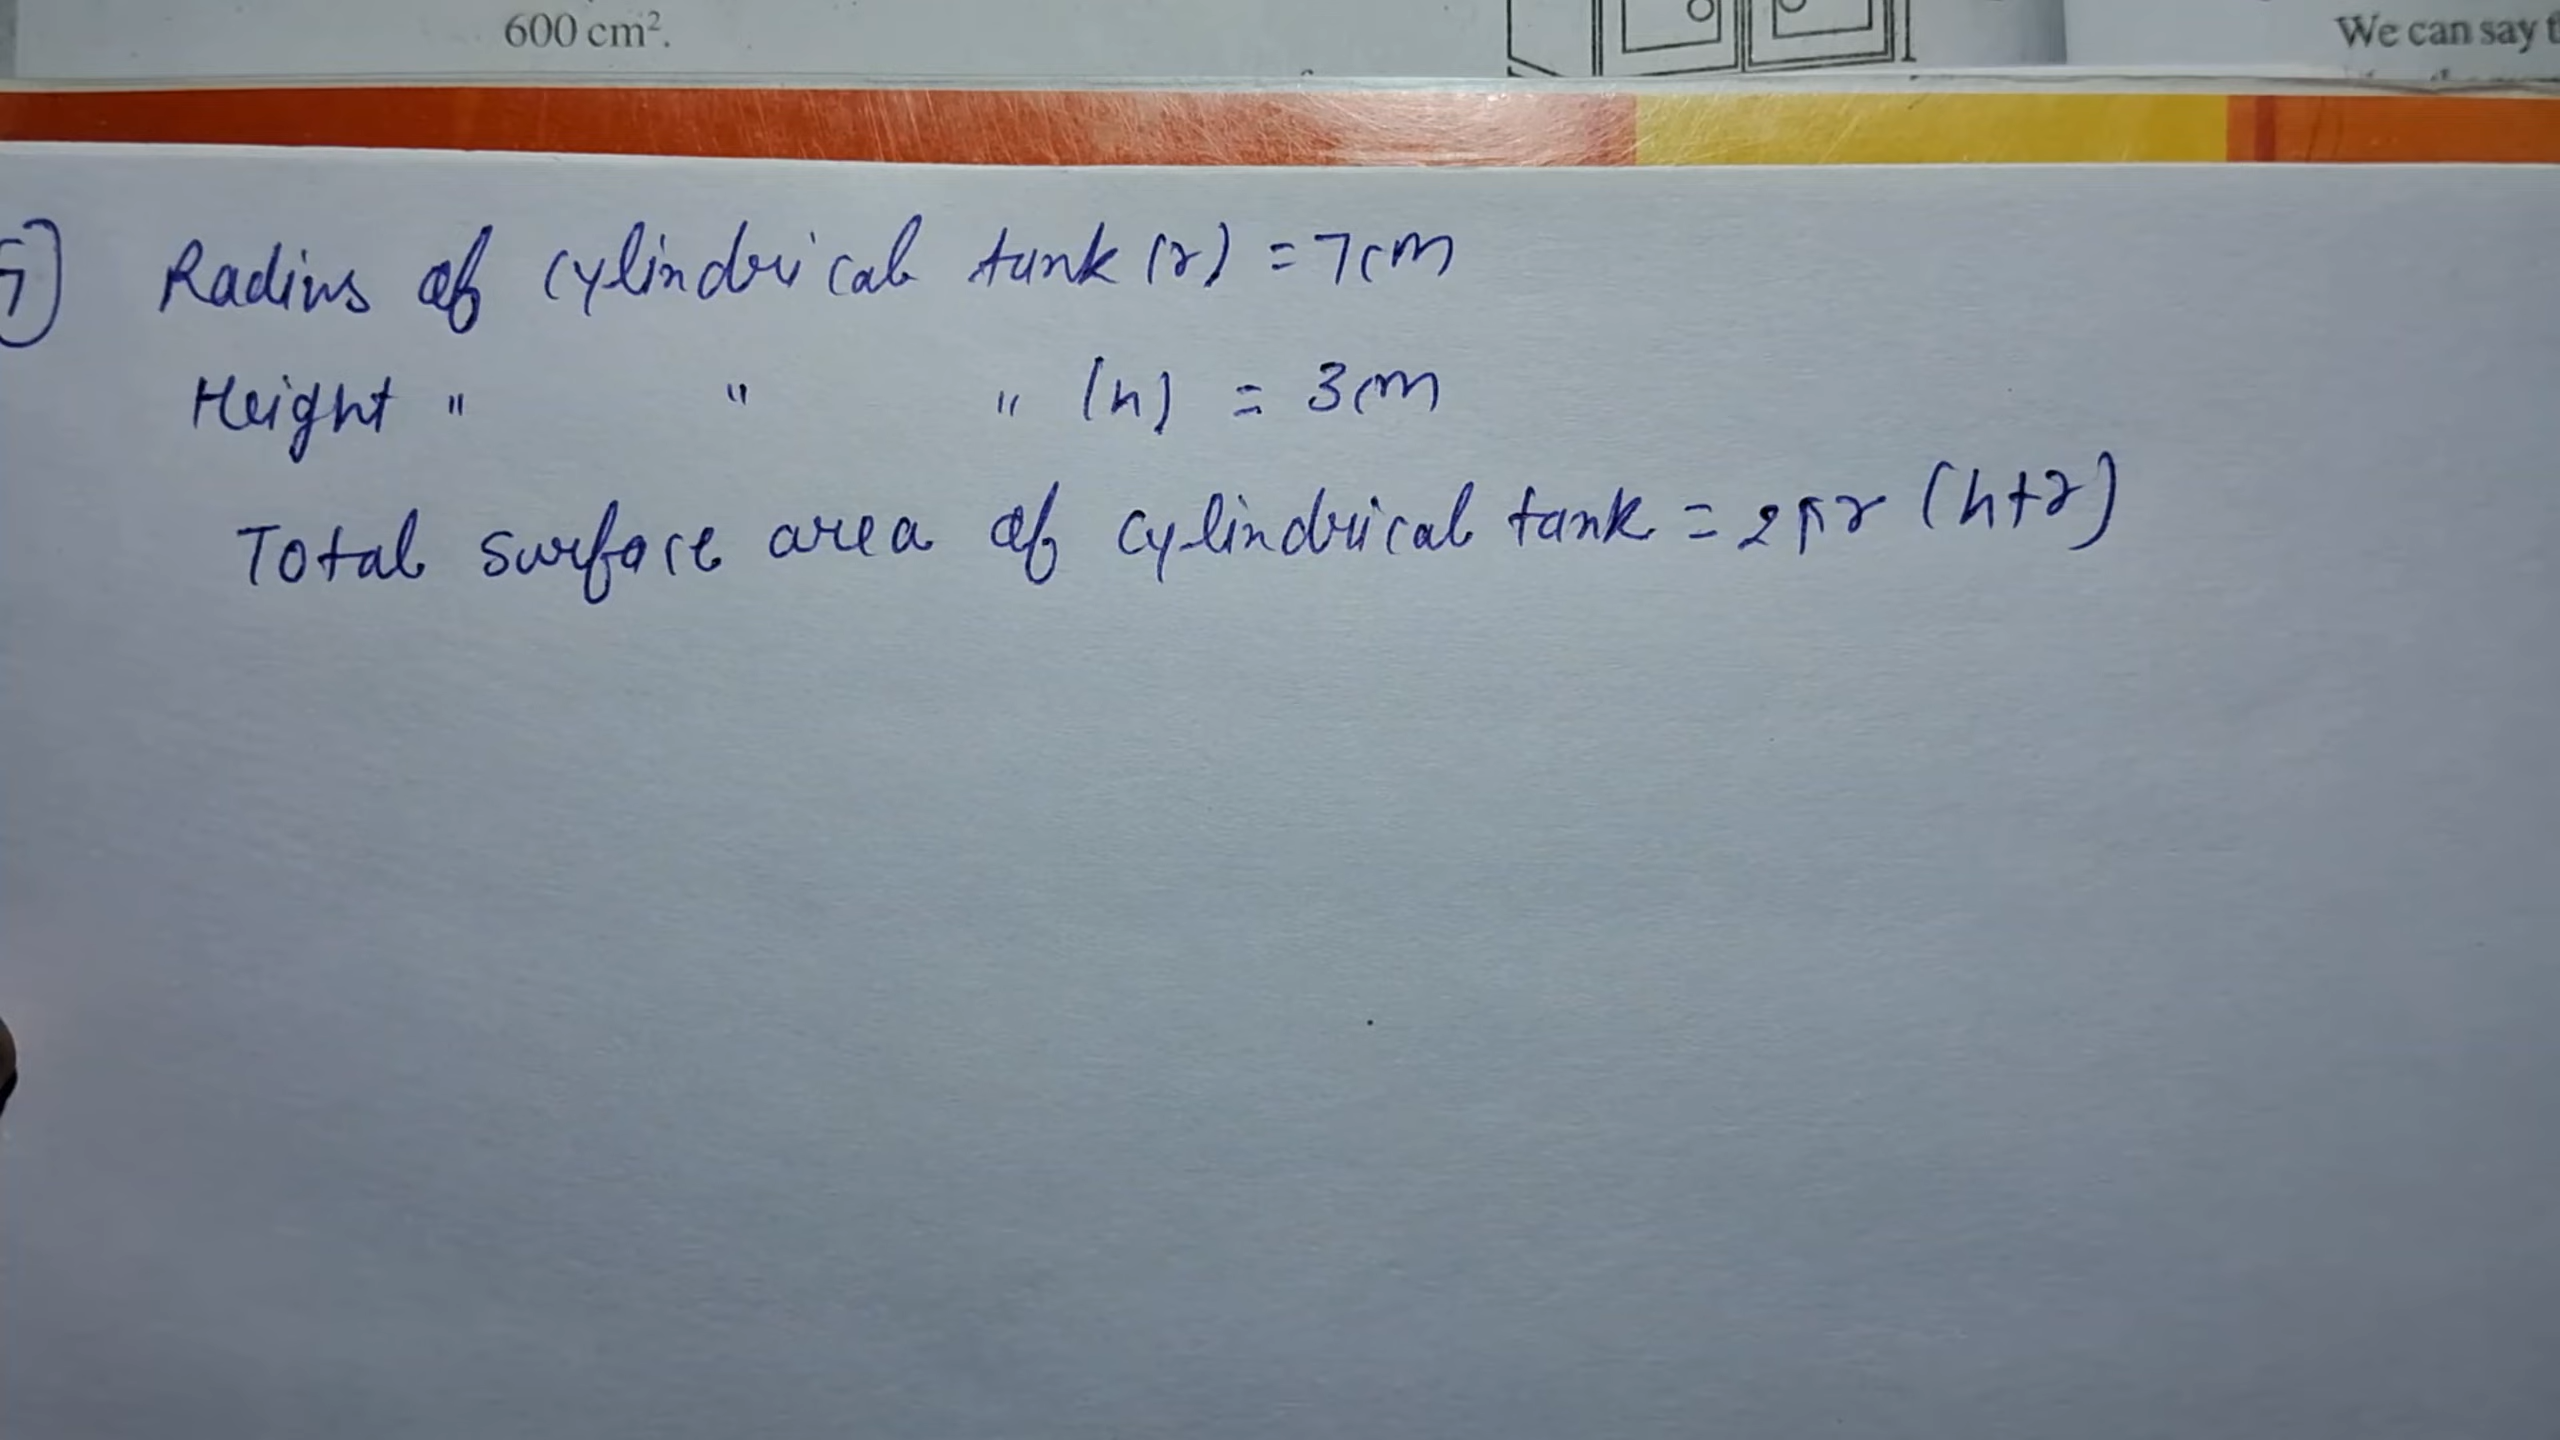 600 cm².
We can say t
5) Radius of cylindrical tank (r) = 7cm
Height " " " (h) = 3cm
Total surface area of cylindrical tank = 2πr (h+r)